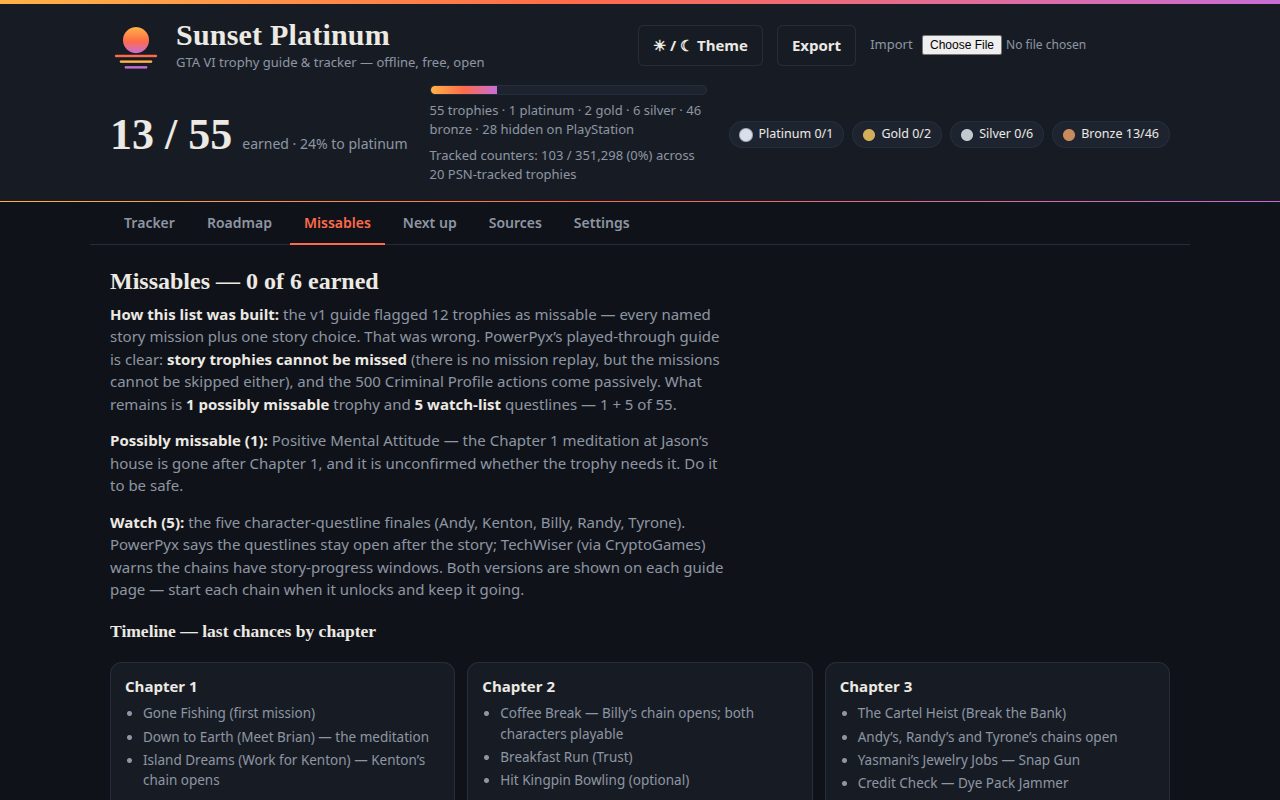 Sunset Platinum
GTA VI trophy guide & tracker — offline, free, open
☀ / ☾ Theme
Export
Import
Choose File
No file chosen
13 / 55 earned · 24% to platinum
55 trophies · 1 platinum · 2 gold · 6 silver · 46
bronze · 28 hidden on PlayStation
Tracked counters: 103 / 351,298 (0%) across
20 PSN-tracked trophies
Platinum 0/1
Gold 0/2
Silver 0/6
Bronze 13/46
Tracker
Roadmap
Missables
Next up
Sources
Settings
Missables — 0 of 6 earned
How this list was built: the v1 guide flagged 12 trophies as missable — every named
story mission plus one story choice. That was wrong. PowerPyx's played-through guide
is clear: story trophies cannot be missed (there is no mission replay, but the missions
cannot be skipped either), and the 500 Criminal Profile actions come passively. What
remains is 1 possibly missable trophy and 5 watch-list questlines — 1 + 5 of 55.
Possibly missable (1): Positive Mental Attitude — the Chapter 1 meditation at Jason's
house is gone after Chapter 1, and it is unconfirmed whether the trophy needs it. Do it
to be safe.
Watch (5): the five character-questline finales (Andy, Kenton, Billy, Randy, Tyrone).
PowerPyx says the questlines stay open after the story; TechWiser (via CryptoGames)
warns the chains have story-progress windows. Both versions are shown on each guide
page — start each chain when it unlocks and keep it going.
Timeline — last chances by chapter
Chapter 1
• Gone Fishing (first mission)
• Down to Earth (Meet Brian) — the meditation
• Island Dreams (Work for Kenton) — Kenton's
chain opens
Chapter 2
• Coffee Break — Billy's chain opens; both
characters playable
• Breakfast Run (Trust)
• Hit Kingpin Bowling (optional)
Chapter 3
• The Cartel Heist (Break the Bank)
• Andy's, Randy's and Tyrone's chains open
• Yasmani's Jewelry Jobs — Snap Gun
• Credit Check — Dye Pack Jammer